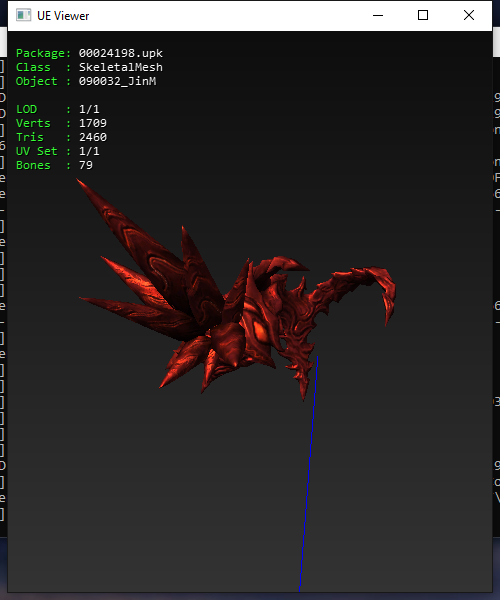 UE Viewer
Package: 00024198.upk
Class : SkeletalMesh
Object : 090032_JinM
LOD : 1/1
Verts : 1709
Tris : 2460
UV Set : 1/1
Bones : 79